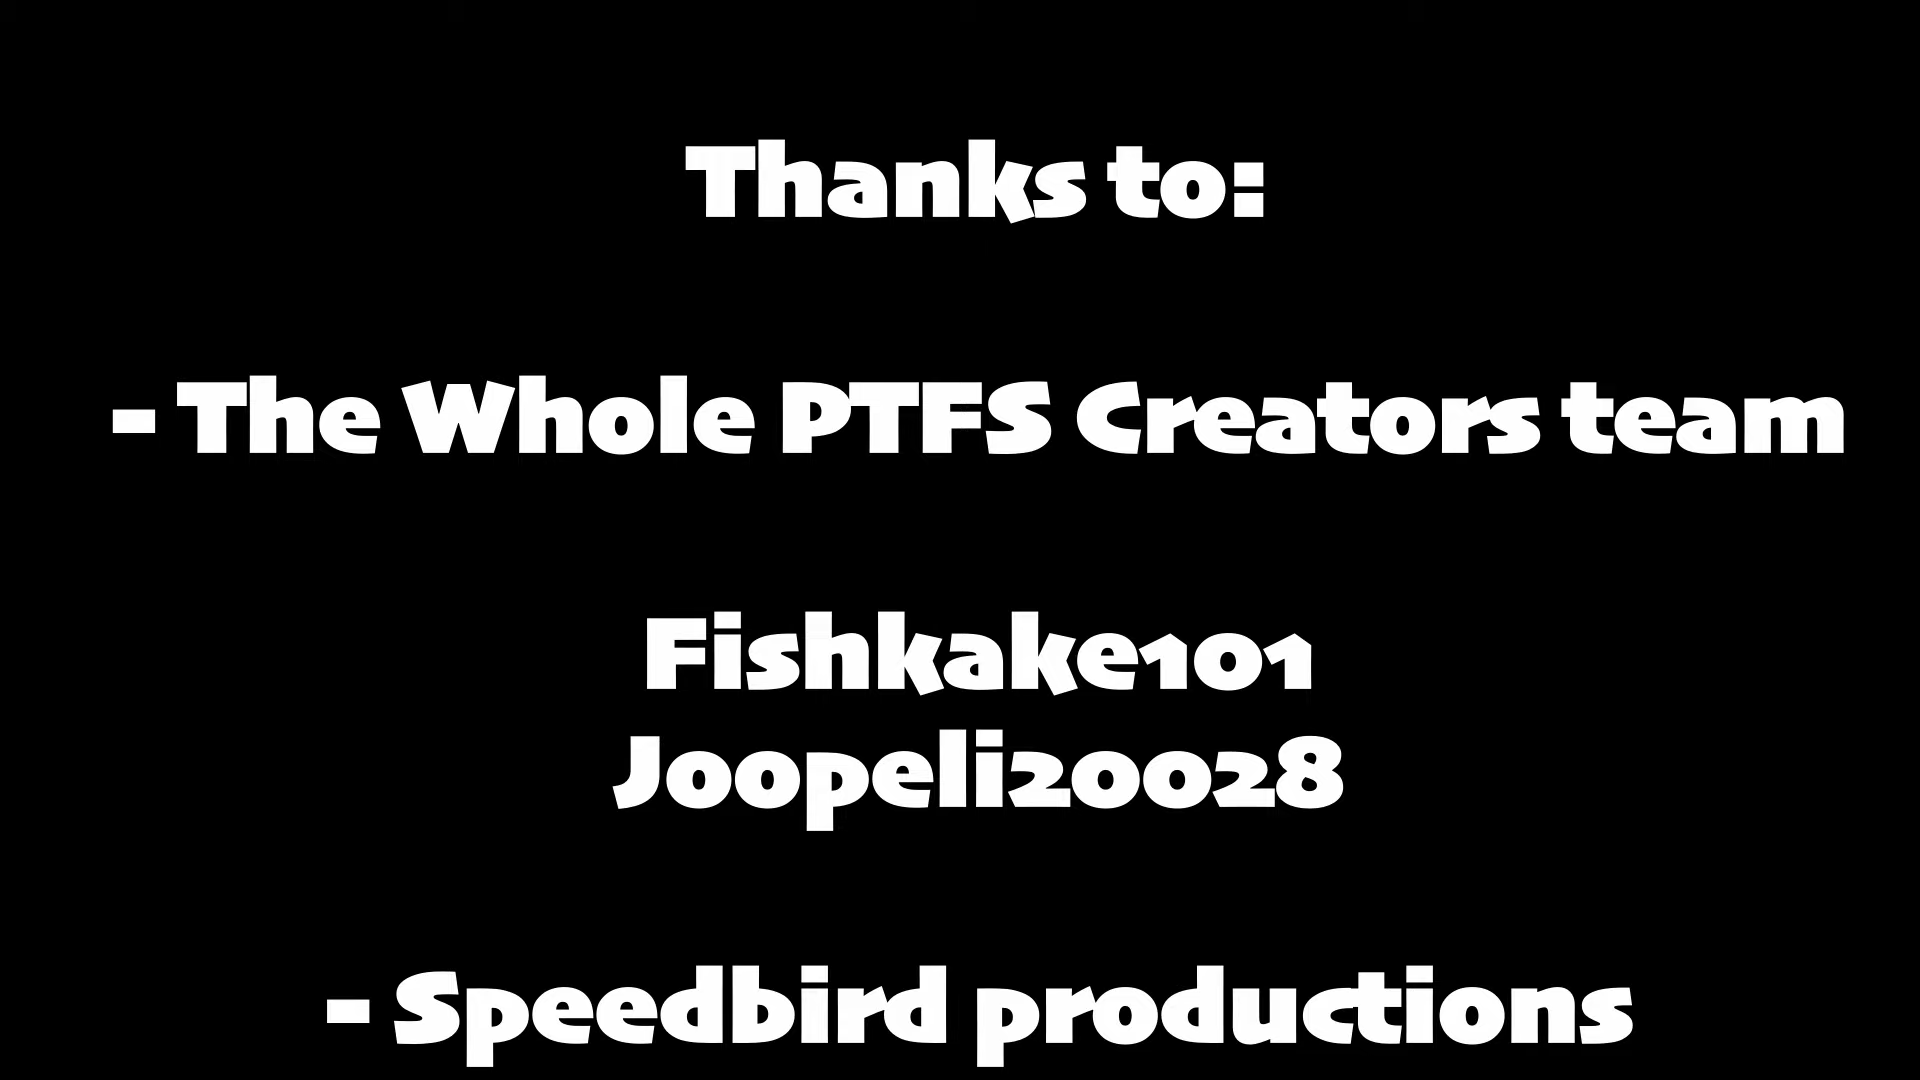 Thanks to:
- The Whole PTFS Creators team
Fishkake101
Joopeli20028
- Speedbird productions